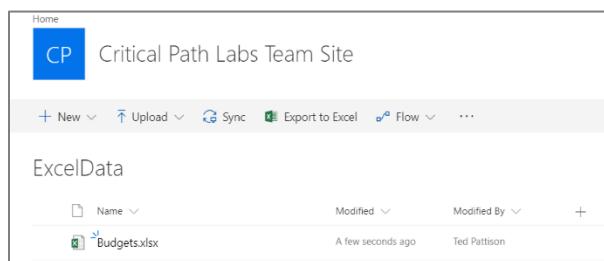 Home
CP Critical Path Labs Team Site
New Upload Sync Export to Excel Flow ...
ExcelData
Name Modified Modified By
Budgets.xlsx A few seconds ago Ted Pattison